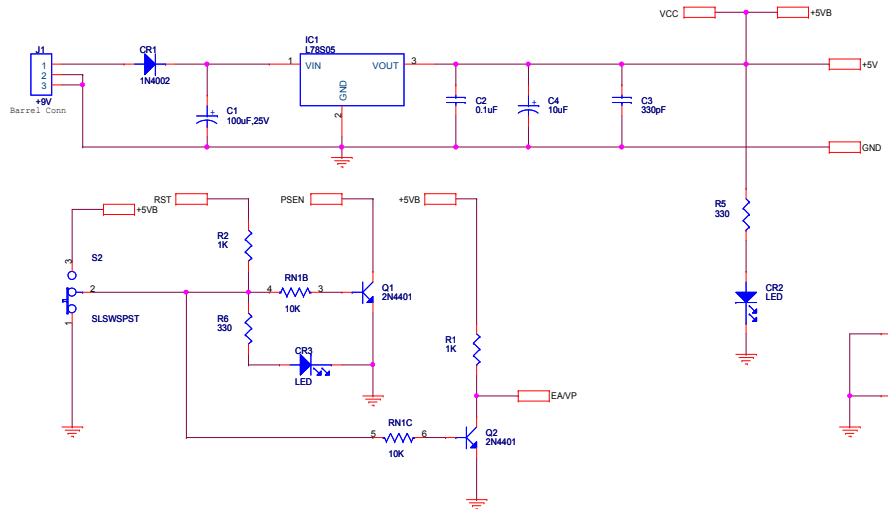 VCC
+5VB
J1
1
2
3
+9V
Barrel Conn
CR1
1N4002
C1
100uF,25V
IC1
L78S05
1
VIN
VOUT
3
GND
2
C2
0.1uF
C4
10uF
C3
330pF
+5V
GND
RST
PSEN
+5VB
+5VB
3
S2
2
SLSWSPST
1
R2
1K
RN1B
4
3
10K
Q1
2N4401
R6
330
CR3
LED
R1
1K
R5
330
CR2
LED
EA/VP
RN1C
5
6
10K
Q2
2N4401